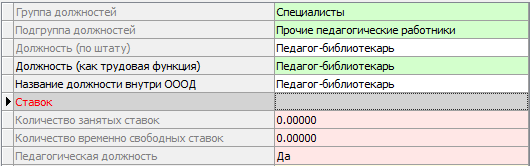 Группа должностей Специалисты
Подгруппа должностей Прочие педагогические работники
Должность (по штату) Педагог-библиотекарь
Должность (как трудовая функция) Педагог-библиотекарь
Название должности внутри ОООД Педагог-библиотекарь
Ставок
Количество занятых ставок 0.00000
Количество временно свободных ставок 0.00000
Педагогическая должность Да